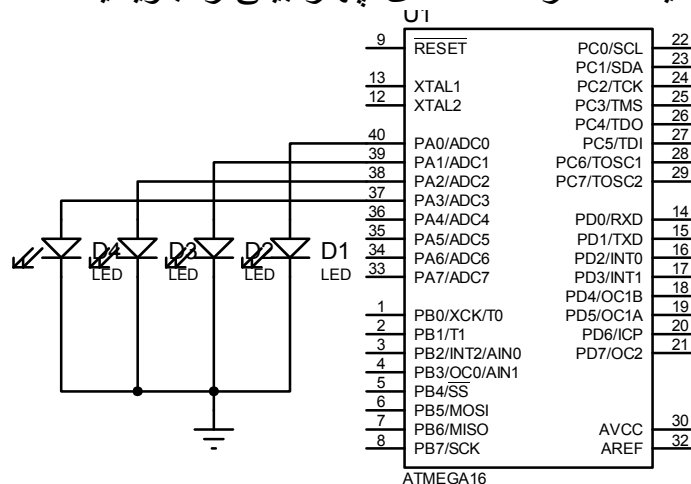 U1
9 RESET PC0/SCL 22
PC1/SDA 23
13 XTAL1 PC2/TCK 24
12 XTAL2 PC3/TMS 25
PC4/TDO 26
40 PA0/ADC0 PC5/TDI 27
39 PA1/ADC1 PC6/TOSC1 28
38 PA2/ADC2 PC7/TOSC2 29
37 PA3/ADC3
36 PA4/ADC4 PD0/RXD 14
35 PA5/ADC5 PD1/TXD 15
34 PA6/ADC6 PD2/INT0 16
33 PA7/ADC7 PD3/INT1 17
PD4/OC1B 18
1 PB0/XCK/T0 PD5/OC1A 19
2 PB1/T1 PD6/ICP 20
3 PB2/INT2/AIN0 PD7/OC2 21
4 PB3/OC0/AIN1
5 PB4/SS
6 PB5/MOSI
7 PB6/MISO AVCC 30
8 PB7/SCK AREF 32
ATMEGA16
D4 D3 D2 D1
LED LED LED LED